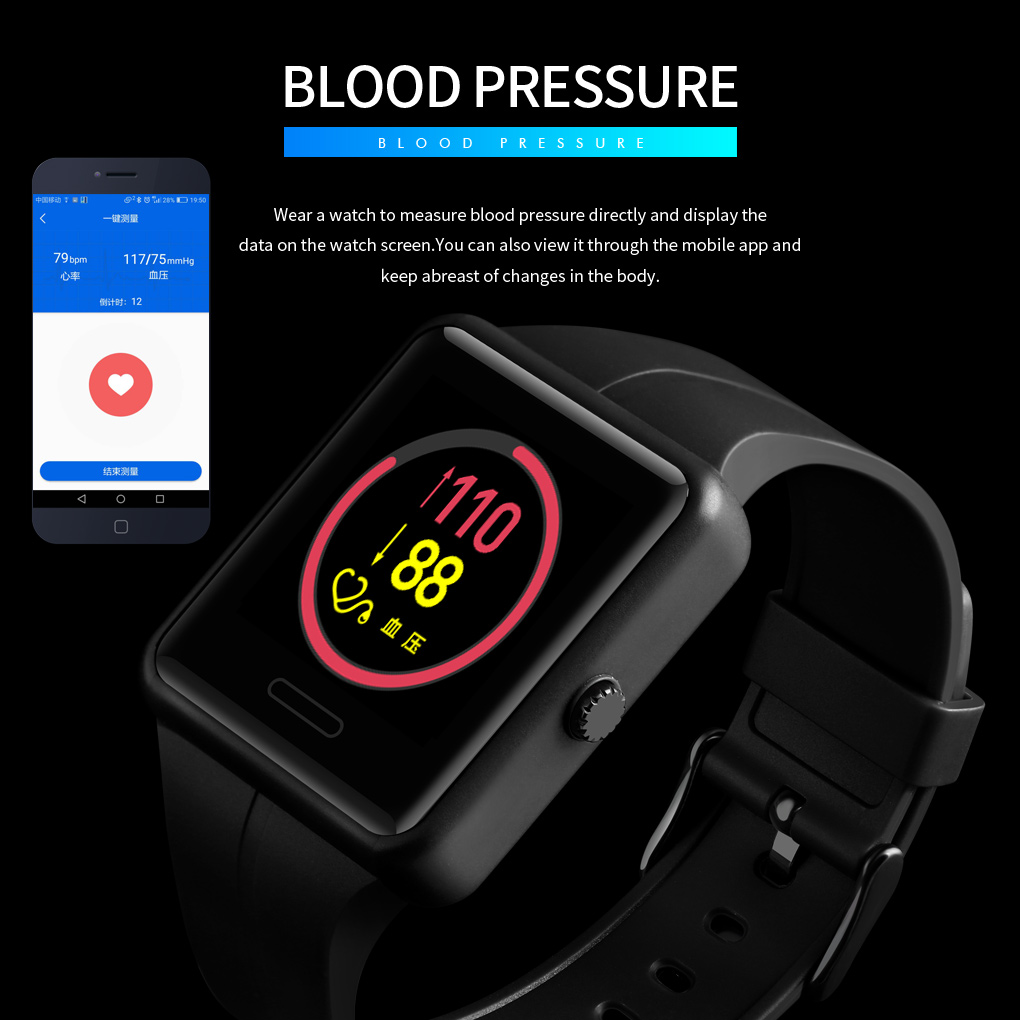 BLOOD PRESSURE
BLOOD PRESSURE
Wear a watch to measure blood pressure directly and display the
data on the watch screen.You can also view it through the mobile app and
keep abreast of changes in the body.
中国移动 28% 19:50
一键测量
79bpm 117/75mmHg
心率 血压
倒计时：12
结束测量
110
88
血压